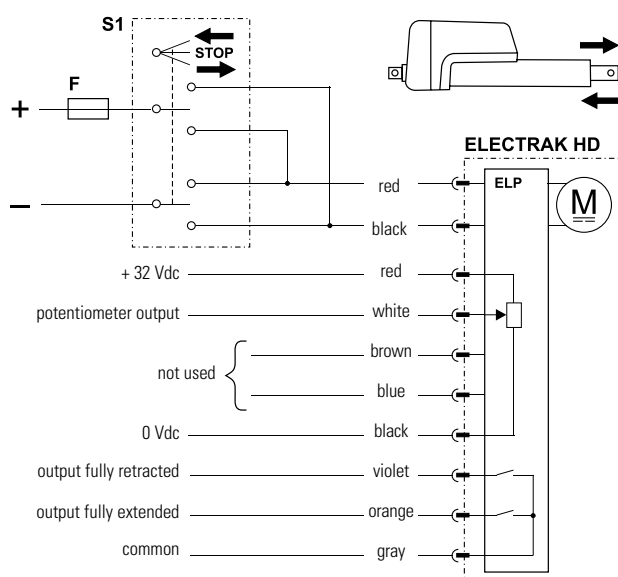 S1
STOP
F
+
−
ELECTRAK HD
ELP
M
red
black
+ 32 Vdc red
potentiometer output white
not used
brown
blue
0 Vdc black
output fully retracted violet
output fully extended orange
common gray